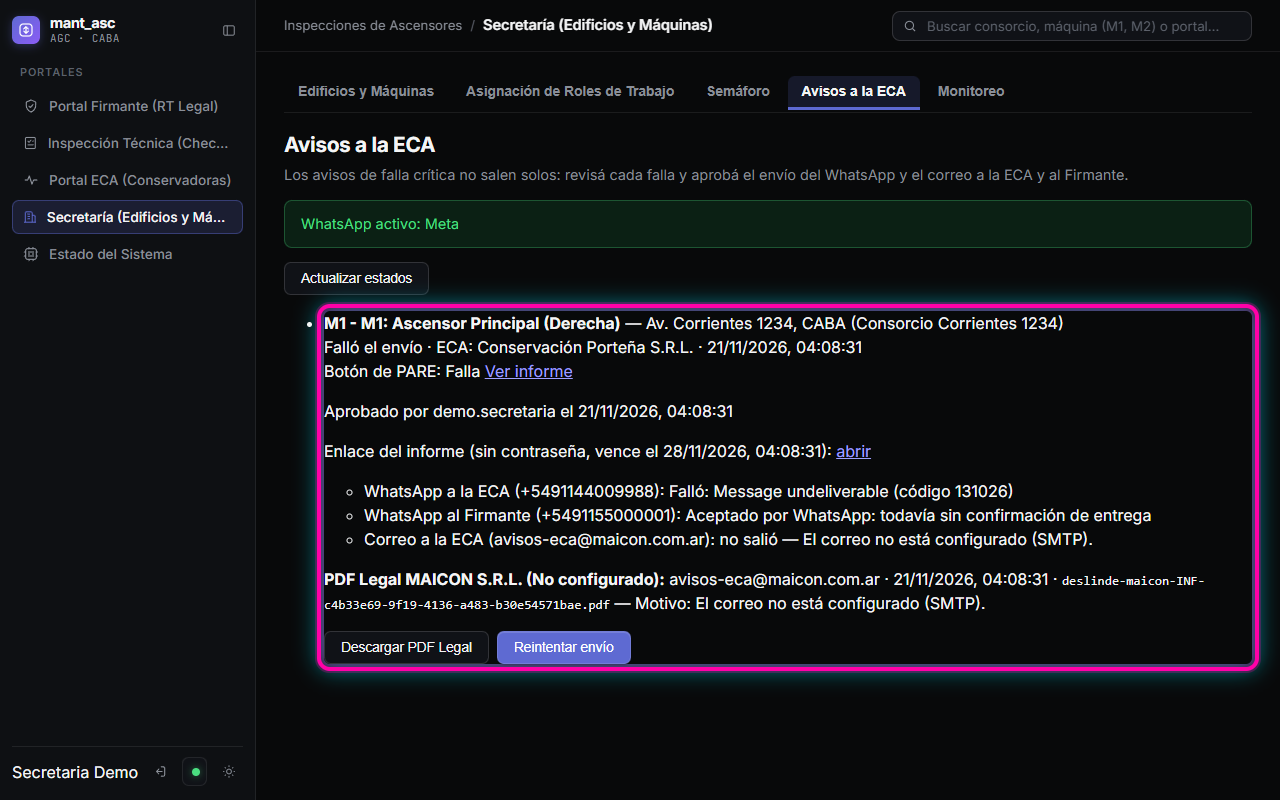 mant_asc
AGC · CABA
PORTALES
Portal Firmante (RT Legal)
Inspección Técnica (Chec...
Portal ECA (Conservadoras)
Secretaría (Edificios y Má...
Estado del Sistema
Secretaria Demo
Inspecciones de Ascensores / Secretaría (Edificios y Máquinas)
Buscar consorcio, máquina (M1, M2) o portal...
Edificios y Máquinas
Asignación de Roles de Trabajo
Semáforo
Avisos a la ECA
Monitoreo
Avisos a la ECA
Los avisos de falla crítica no salen solos: revisá cada falla y aprobá el envío del WhatsApp y el correo a la ECA y al Firmante.
WhatsApp activo: Meta
Actualizar estados
M1 - M1: Ascensor Principal (Derecha) — Av. Corrientes 1234, CABA (Consorcio Corrientes 1234)
Falló el envío · ECA: Conservación Porteña S.R.L. · 21/11/2026, 04:08:31
Botón de PARE: Falla Ver informe
Aprobado por demo.secretaria el 21/11/2026, 04:08:31
Enlace del informe (sin contraseña, vence el 28/11/2026, 04:08:31): abrir
WhatsApp a la ECA (+5491144009988): Falló: Message undeliverable (código 131026)
WhatsApp al Firmante (+5491155000001): Aceptado por WhatsApp: todavía sin confirmación de entrega
Correo a la ECA (avisos-eca@maicon.com.ar): no salió — El correo no está configurado (SMTP).
PDF Legal MAICON S.R.L. (No configurado): avisos-eca@maicon.com.ar · 21/11/2026, 04:08:31 · deslinde-maicon-INF-
c4b33e69-9f19-4136-a483-b30e54571bae.pdf — Motivo: El correo no está configurado (SMTP).
Descargar PDF Legal
Reintentar envío